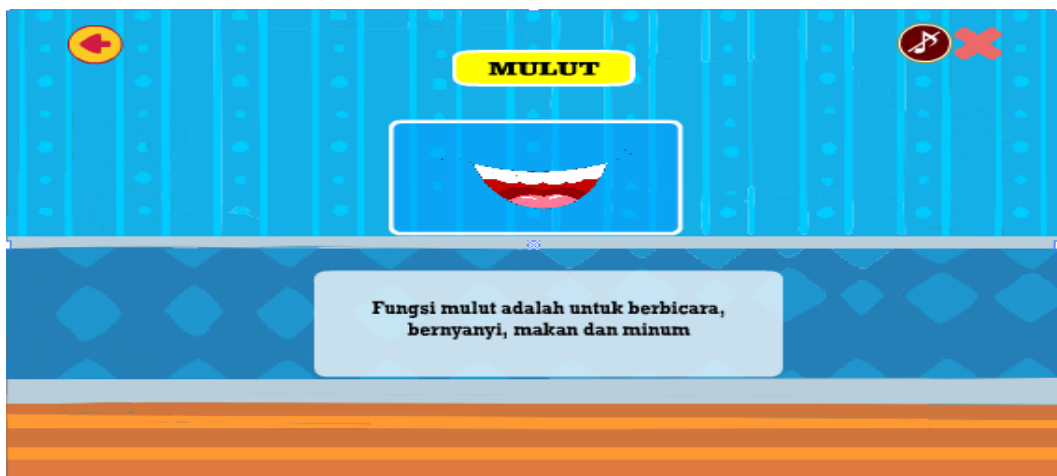 MULUT
Fungsi mulut adalah untuk berbicara,
bernyanyi, makan dan minum